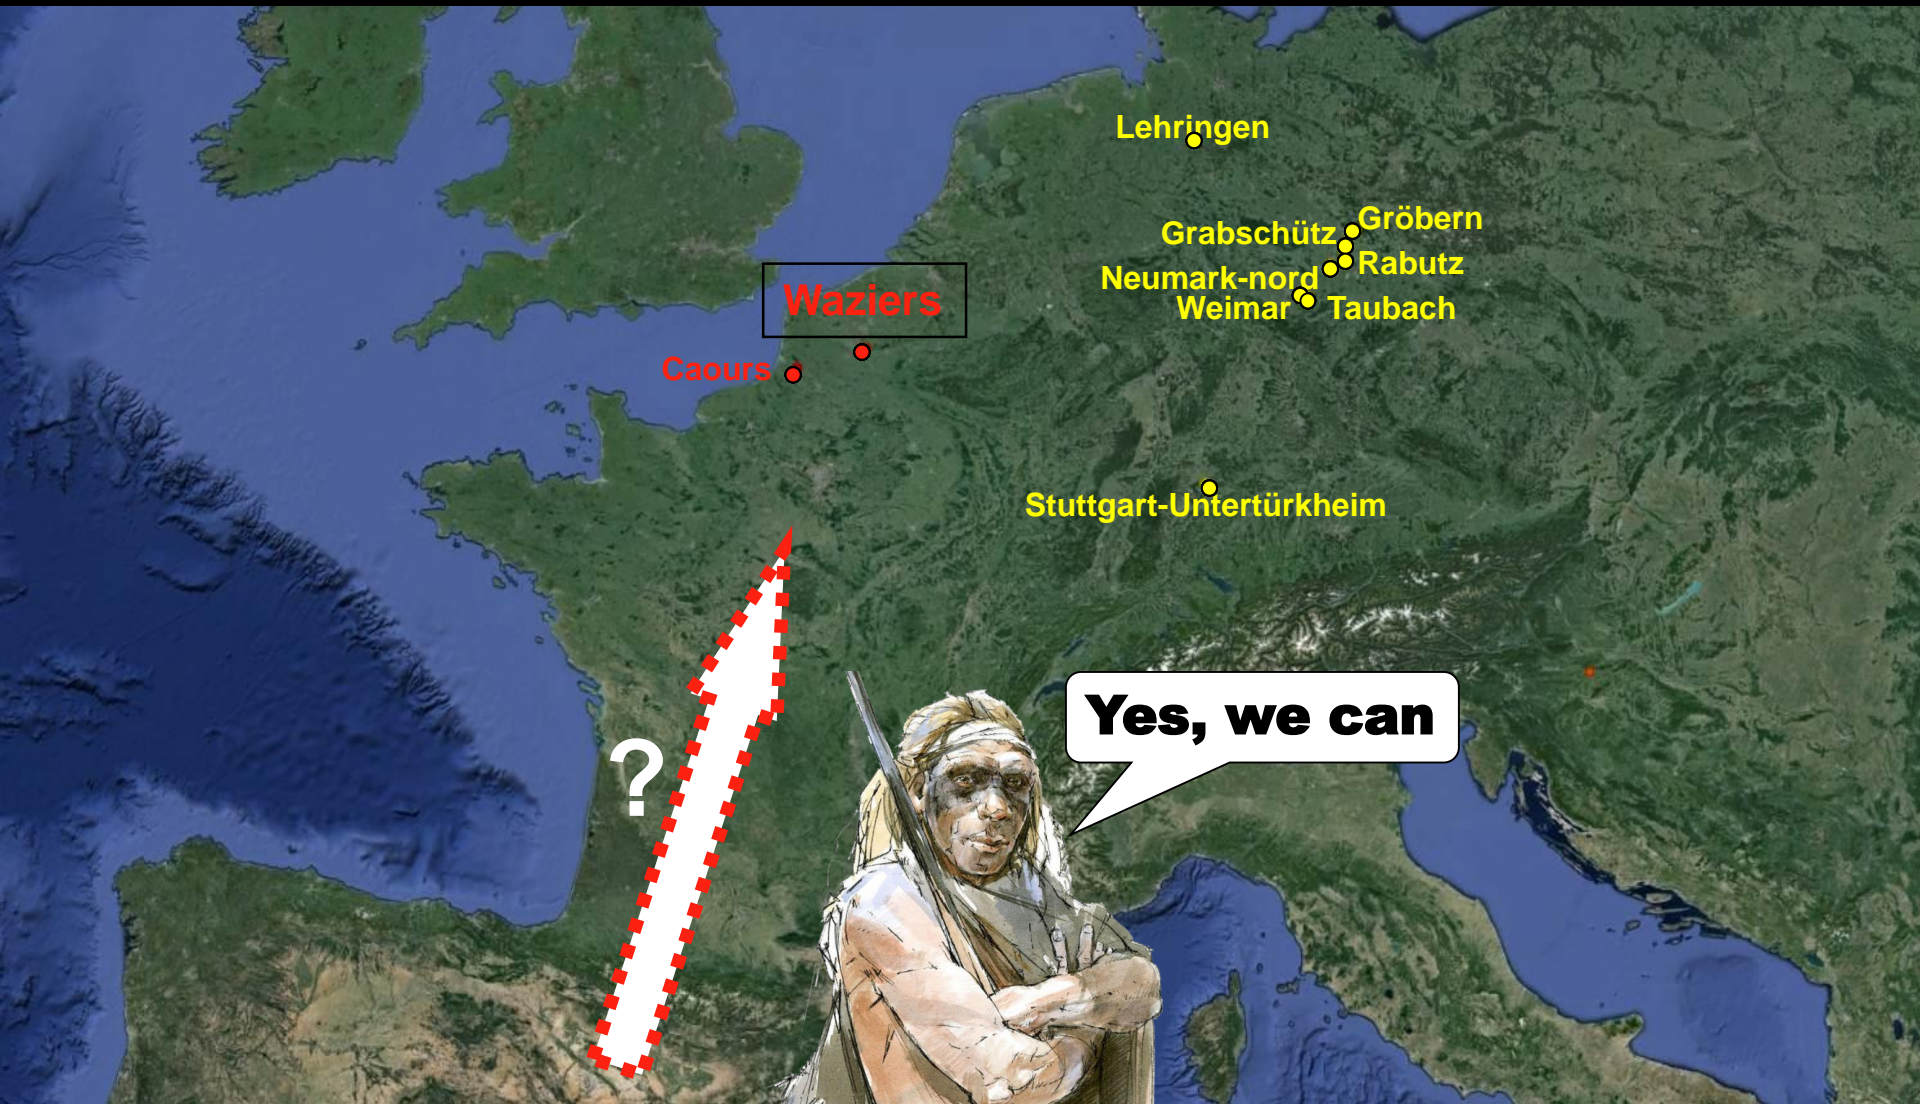 Lehringen
Gröbern
Grabschütz
Rabutz
Neumark-nord
Weimar
Taubach
Waziers
Caours
Stuttgart-Untertürkheim
Yes, we can
?